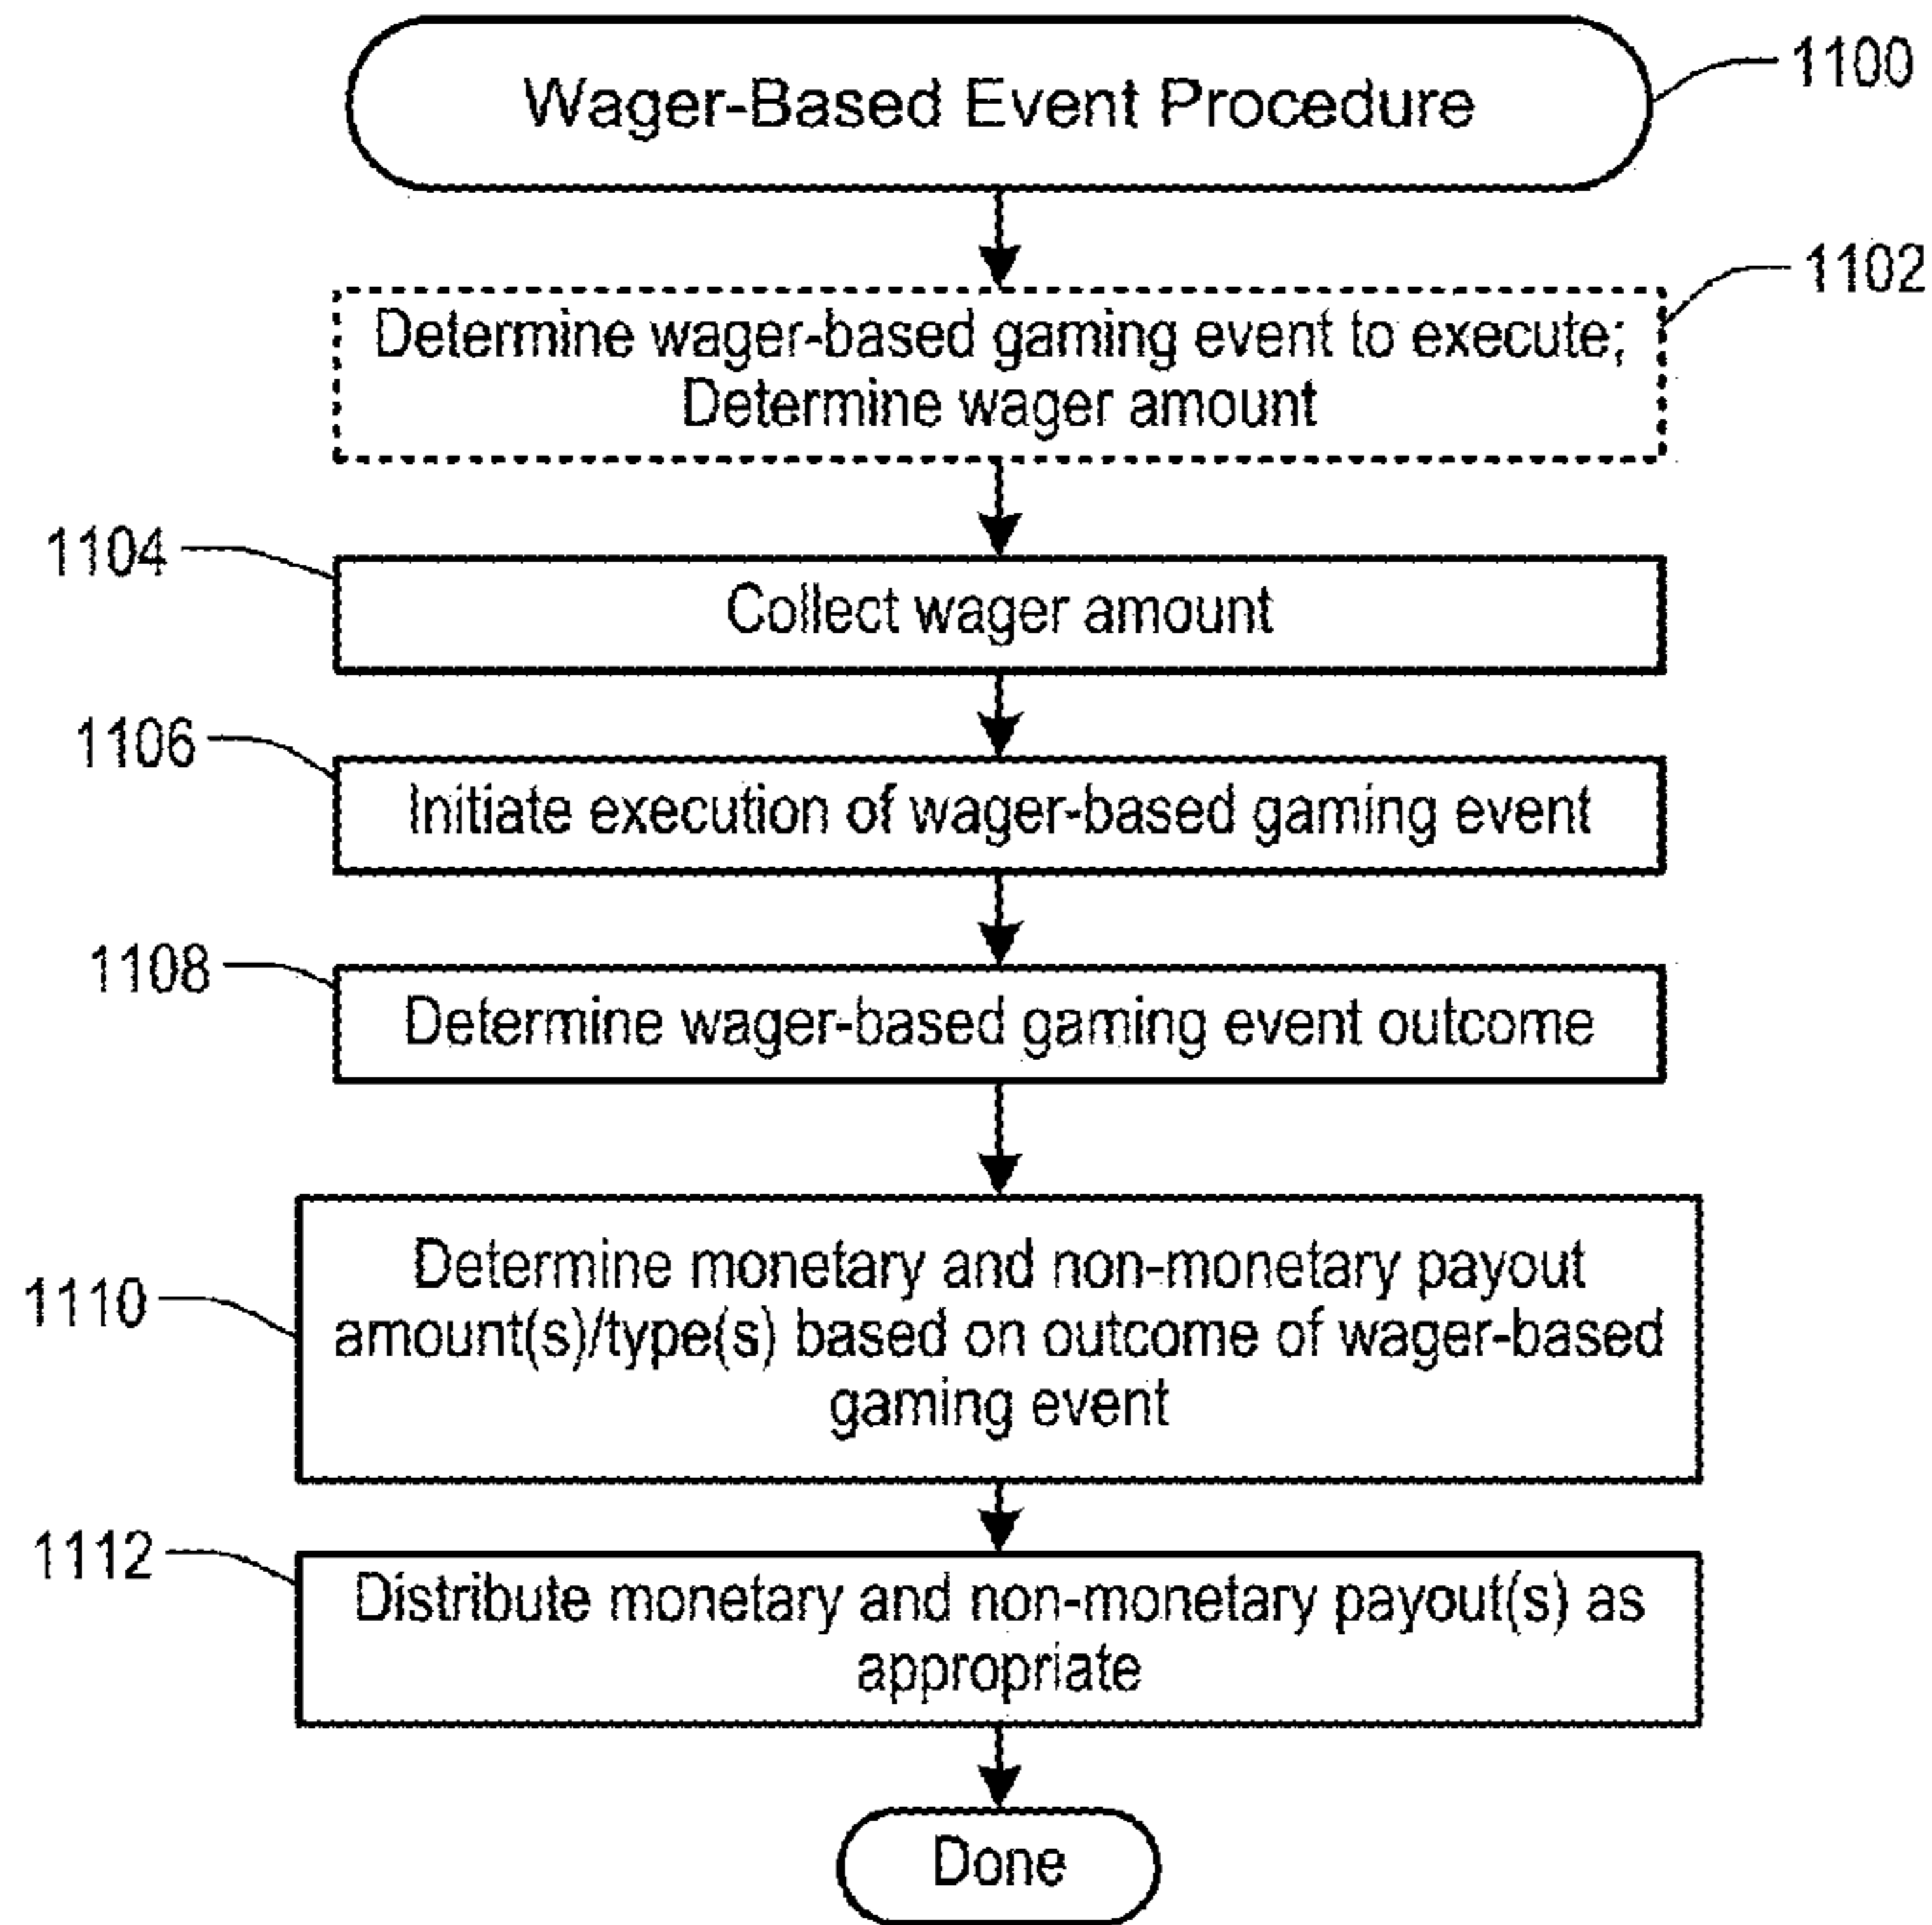 Wager-Based Event Procedure
1100
1102
Determine wager-based gaming event to execute;
Determine wager amount
1104
Collect wager amount
1106
Initiate execution of wager-based gaming event
1108
Determine wager-based gaming event outcome
1110
Determine monetary and non-monetary payout
amount(s)/type(s) based on outcome of wager-based
gaming event
1112
Distribute monetary and non-monetary payout(s) as
appropriate
Done